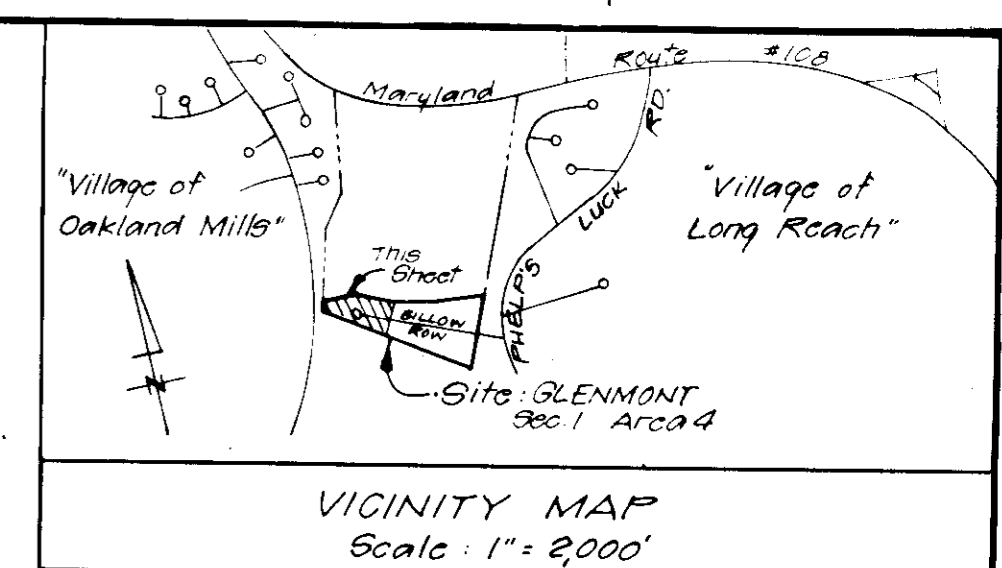 Maryland Route #108
"Village of
Oakland Mills"
PHELP'S LUCK RD.
"Village of
Long Reach"
This
Sheet
BILLOW
ROW
N
Site: GLENMONT
Sec. 1 Area 4
VICINITY MAP
Scale : 1" = 2,000'